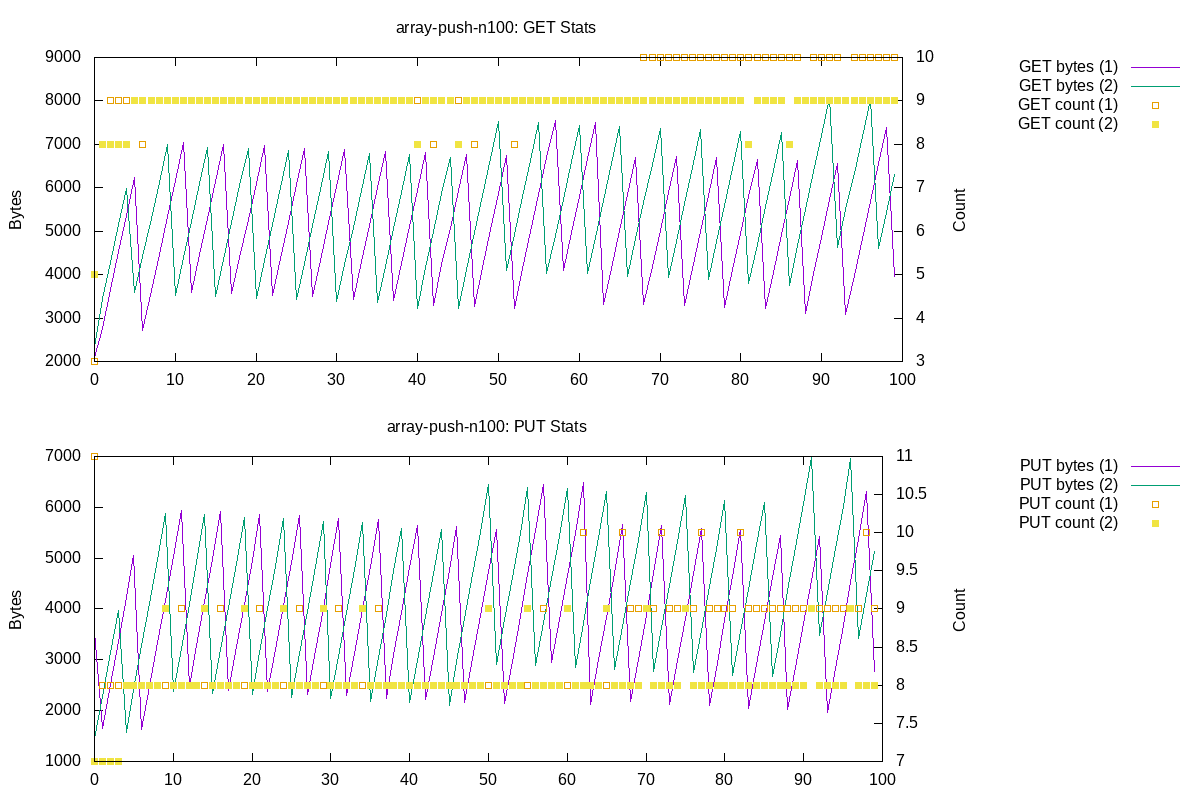 array-push-n100: GET Stats
9000
8000
7000
6000
5000
4000
3000
2000
Bytes
0 10 20 30 40 50 60 70 80 90 100
10
9
8
7
6
5
4
3
Count
GET bytes (1)
GET bytes (2)
GET count (1)
GET count (2)
array-push-n100: PUT Stats
7000
6000
5000
4000
3000
2000
1000
Bytes
0 10 20 30 40 50 60 70 80 90 100
11
10.5
10
9.5
9
8.5
8
7.5
7
Count
PUT bytes (1)
PUT bytes (2)
PUT count (1)
PUT count (2)